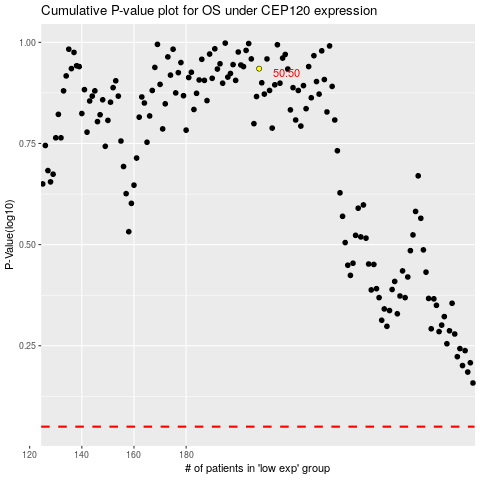 Cumulative P-value plot for OS under CEP120 expression
1.00
50:50
0.75
0.50
0.25
P-Value(log10)
120 140 160 180
# of patients in 'low exp' group